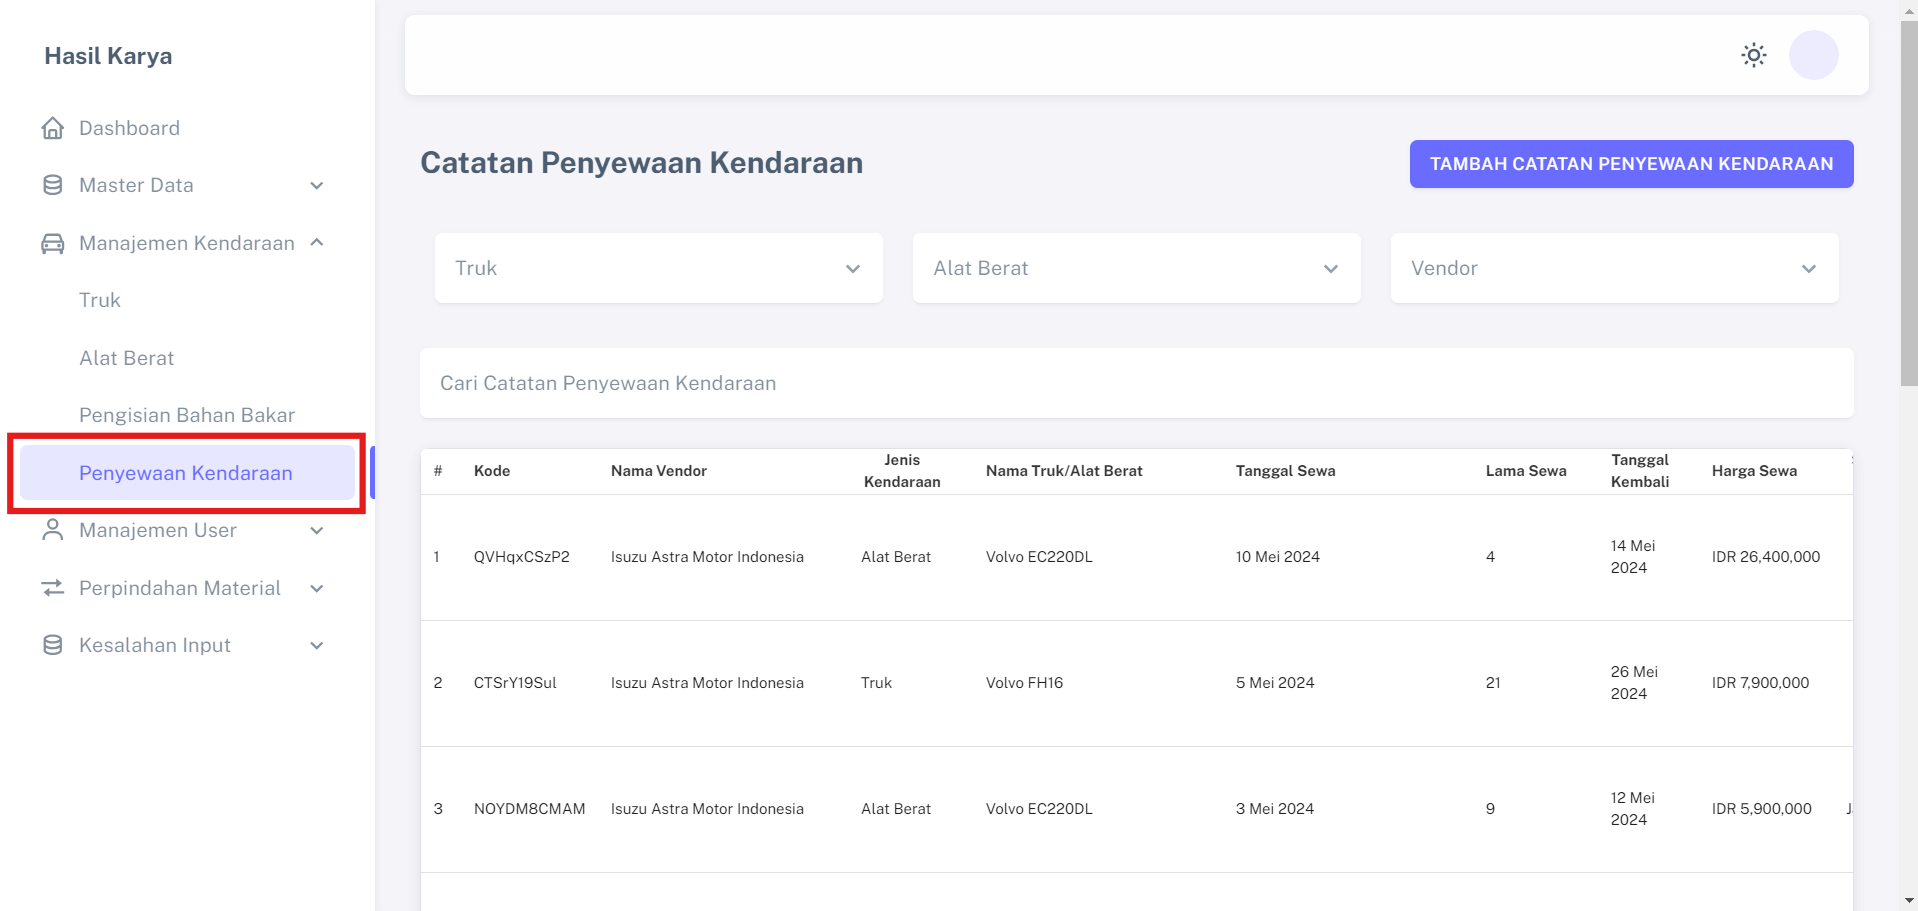 Hasil Karya
Dashboard
Master Data
Manajemen Kendaraan
Truk
Alat Berat
Pengisian Bahan Bakar
Penyewaan Kendaraan
Manajemen User
Perpindahan Material
Kesalahan Input
Catatan Penyewaan Kendaraan
TAMBAH CATATAN PENYEWAAN KENDARAAN
Truk
Alat Berat
Vendor
Cari Catatan Penyewaan Kendaraan
# Kode Nama Vendor Jenis Kendaraan Nama Truk/Alat Berat Tanggal Sewa Lama Sewa Tanggal Kembali Harga Sewa
1 QVHqxCSzP2 Isuzu Astra Motor Indonesia Alat Berat Volvo EC220DL 10 Mei 2024 4 14 Mei 2024 IDR 26,400,000
2 CTSrY19Sul Isuzu Astra Motor Indonesia Truk Volvo FH16 5 Mei 2024 21 26 Mei 2024 IDR 7,900,000
3 NOYDM8CMAM Isuzu Astra Motor Indonesia Alat Berat Volvo EC220DL 3 Mei 2024 9 12 Mei 2024 IDR 5,900,000